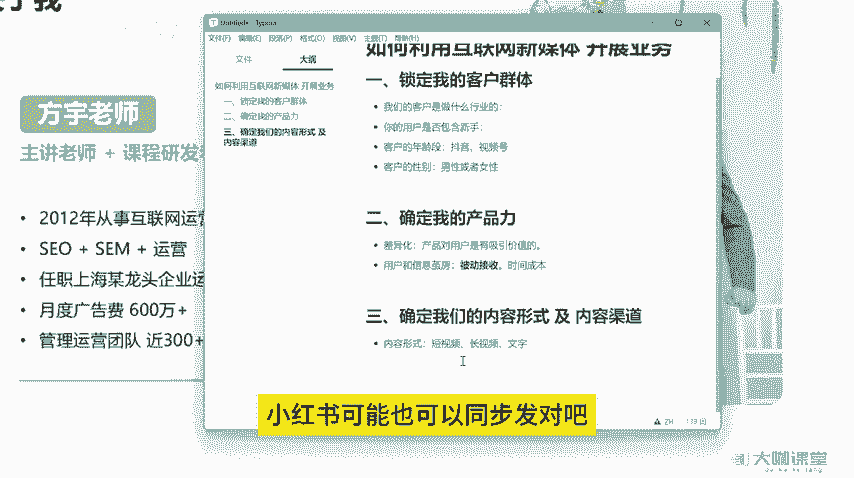 方宇老师
主讲老师 + 课程研发
• 2012年从事互联网运营
• SEO + SEM + 运营
• 任职上海某龙头企业运
• 月度广告费 600万+
• 管理运营团队 近300+
文件(F) 编辑(E) 段落(P) 格式(O) 视图(V) 主题(T) 帮助(H)
文件 大纲
如何利用互联网新媒体 开展业务
一、锁定我的客户群体
二、确定我的产品力
三、确定我们的内容形式 及
内容渠道
如何利用互联网新媒体 开展业务
一、锁定我的客户群体
• 我们的客户是做什么行业的：
• 你的用户是否包含新手：
• 客户的年龄段：抖音、视频号
• 客户的性别：男性或者女性
二、确定我的产品力
• 差异化：产品对用户是有吸引价值的。
• 用户和信息茧房：被动接收。时间成本
三、确定我们的内容形式 及 内容渠道
• 内容形式：短视频、长视频、文字
小红书可能也可以同步发对吧
大咖课堂